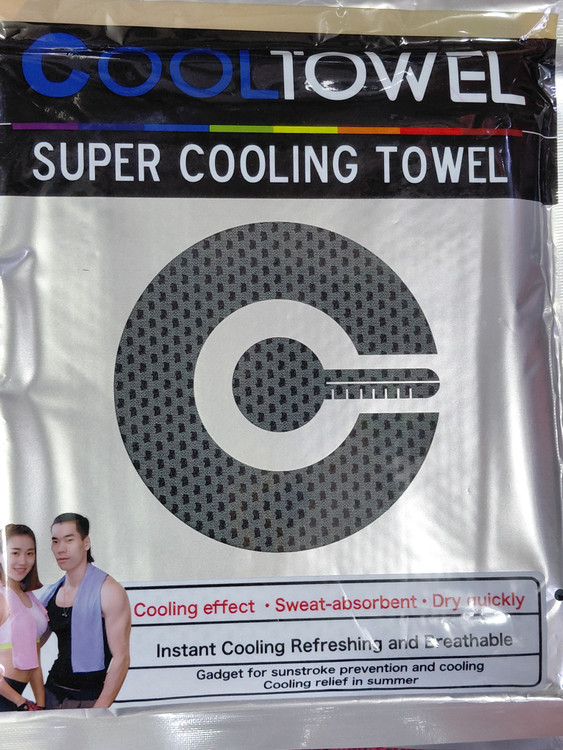 COOLTOWEL
SUPER COOLING TOWEL
Cooling effect・Sweat-absorbent・Dry quickly
Instant Cooling Refreshing and Breathable
Gadget for sunstroke prevention and cooling
Cooling relief in summer